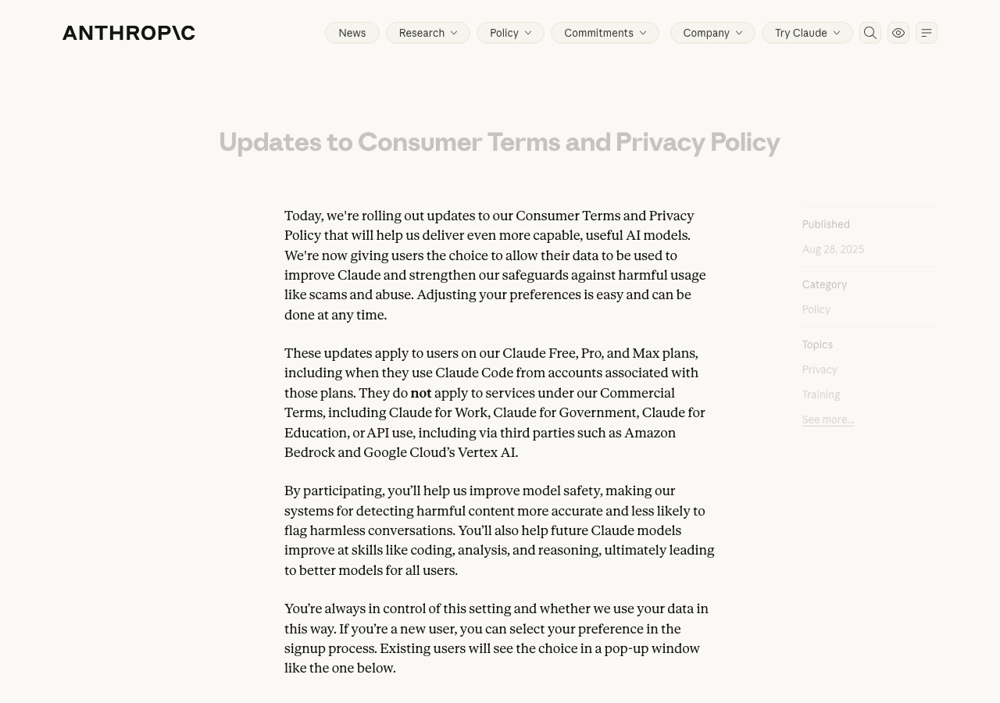 ANTHROP\C
News
Research
Policy
Commitments
Company
Try Claude
Updates to Consumer Terms and Privacy Policy
Today, we're rolling out updates to our Consumer Terms and Privacy
Policy that will help us deliver even more capable, useful AI models.
We're now giving users the choice to allow their data to be used to
improve Claude and strengthen our safeguards against harmful usage
like scams and abuse. Adjusting your preferences is easy and can be
done at any time.
These updates apply to users on our Claude Free, Pro, and Max plans,
including when they use Claude Code from accounts associated with
those plans. They do not apply to services under our Commercial
Terms, including Claude for Work, Claude for Government, Claude for
Education, or API use, including via third parties such as Amazon
Bedrock and Google Cloud’s Vertex AI.
By participating, you’ll help us improve model safety, making our
systems for detecting harmful content more accurate and less likely to
flag harmless conversations. You’ll also help future Claude models
improve at skills like coding, analysis, and reasoning, ultimately leading
to better models for all users.
You’re always in control of this setting and whether we use your data in
this way. If you’re a new user, you can select your preference in the
signup process. Existing users will see the choice in a pop-up window
like the one below.
Published
Aug 28, 2025
Category
Policy
Topics
Privacy
Training
See more...